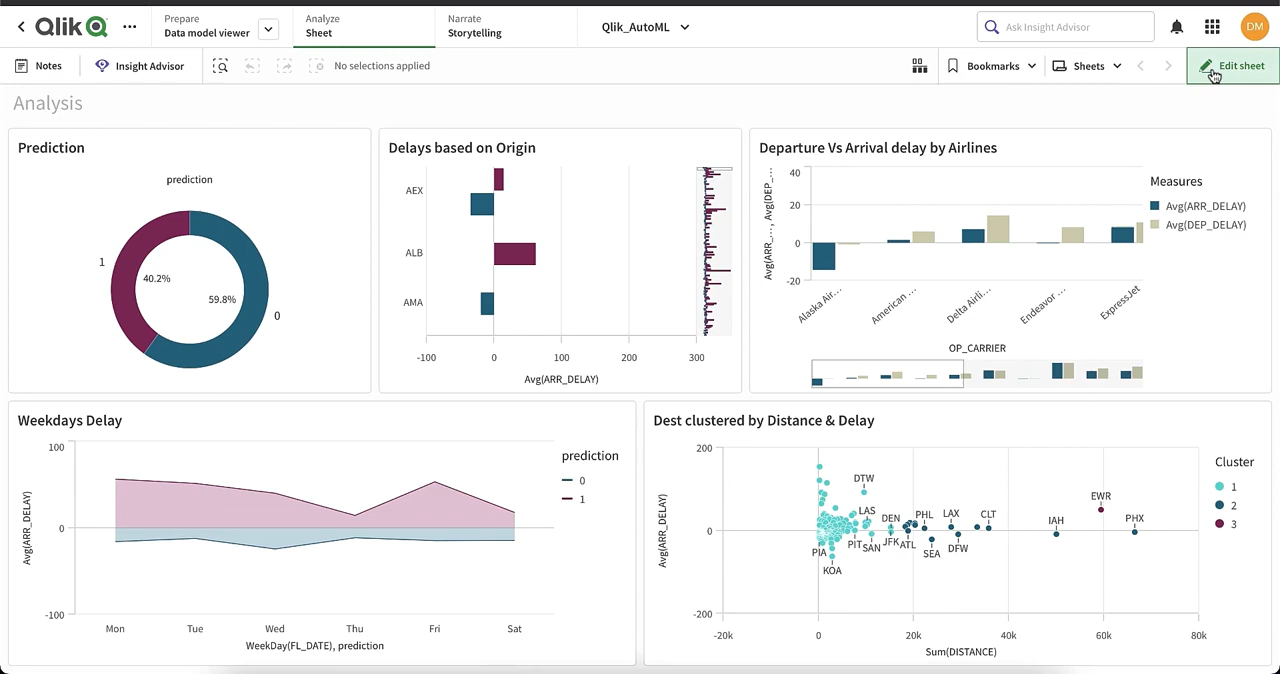 Qlik
Prepare
Data model viewer
Analyze
Sheet
Narrate
Storytelling
Qlik_AutoML
Ask Insight Advisor
DM
Notes
Insight Advisor
No selections applied
Bookmarks
Sheets
Edit sheet
Analysis
Prediction
prediction
1
40.2%
59.8%
0
Delays based on Origin
AEX
ALB
AMA
-100
0
100
200
300
Avg(ARR_DELAY)
Departure Vs Arrival delay by Airlines
Avg(ARR_..., Avg(DEP_...
40
20
0
-20
Alaska Air...
American ...
Delta Airli...
Endeavor ...
ExpressJet
OP_CARRIER
Measures
Avg(ARR_DELAY)
Avg(DEP_DELAY)
Weekdays Delay
Avg(ARR_DELAY)
100
0
-100
Mon
Tue
Wed
Thu
Fri
Sat
WeekDay(FL_DATE), prediction
prediction
0
1
Dest clustered by Distance & Delay
Avg(ARR_DELAY)
200
0
-200
DTW
LAS
DEN
PHL
LAX
CLT
EWR
IAH
PHX
PIA
KOA
PIT
SAN
JFK
ATL
SEA
DFW
-20k
0
20k
40k
60k
80k
Sum(DISTANCE)
Cluster
1
2
3